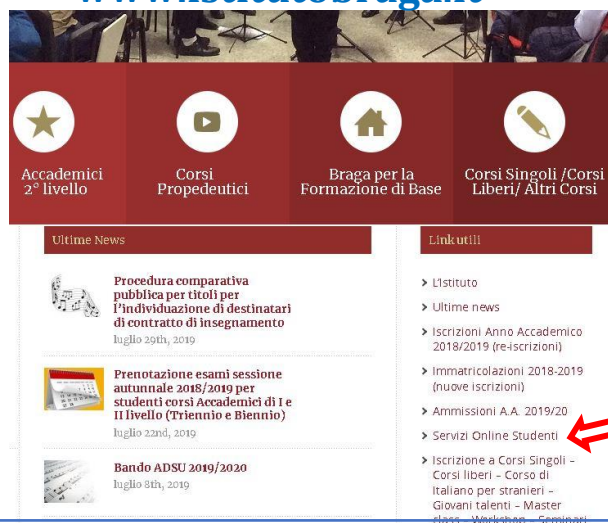 Accademici
2° livello
Corsi
Propedeutici
Braga per la
Formazione di Base
Corsi Singoli /Corsi
Liberi/ Altri Corsi
Ultime News
Procedura comparativa
pubblica per titoli per
l'individuazione di destinatari
di contratto di insegnamento
luglio 29th, 2019
Prenotazione esami sessione
autunnale 2018/2019 per
studenti corsi Accademici di I e
II livello (Triennio e Biennio)
luglio 22nd, 2019
Bando ADSU 2019/2020
luglio 8th, 2019
Link utili
L'Istituto
Ultime news
Iscrizioni Anno Accademico
2018/2019 (re-iscrizioni)
Immatricolazioni 2018-2019
(nuove iscrizioni)
Ammissioni A.A. 2019/20
Servizi Online Studenti
Iscrizione a Corsi Singoli –
Corsi liberi – Corso di
Italiano per stranieri –
Giovani talenti – Master
class – Workshop – Seminari